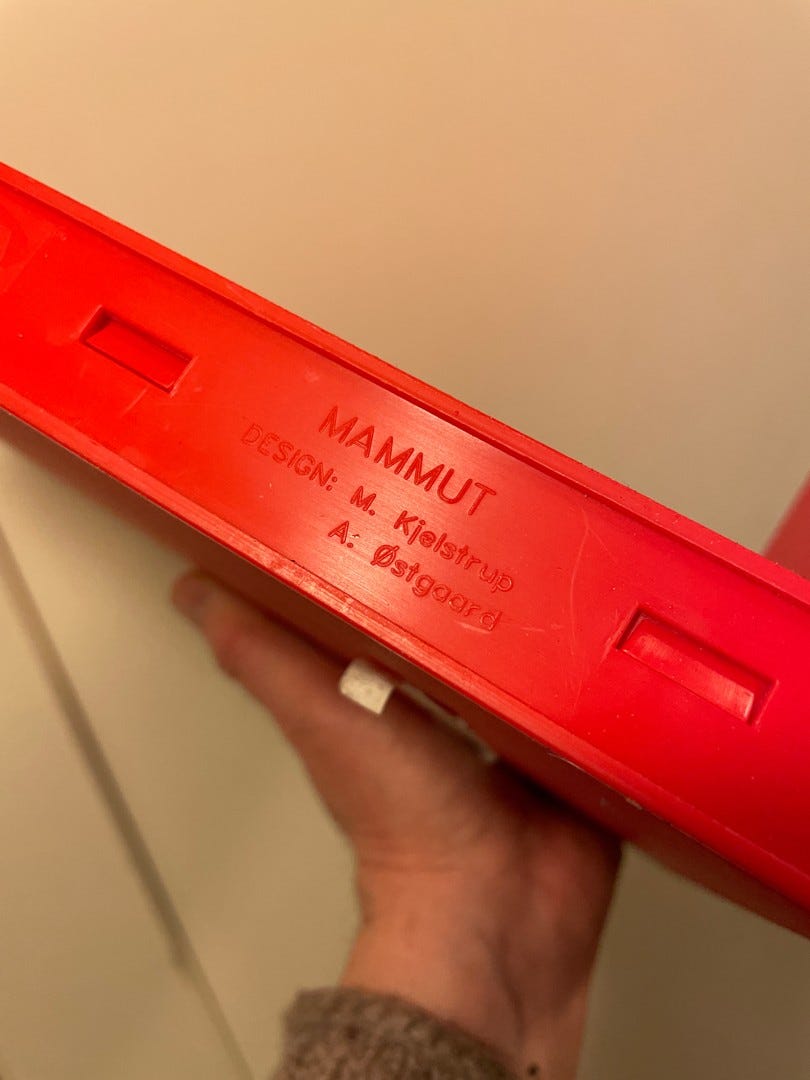 MAMMUT
DESIGN: M. Kjelstrup
A. Østgaard